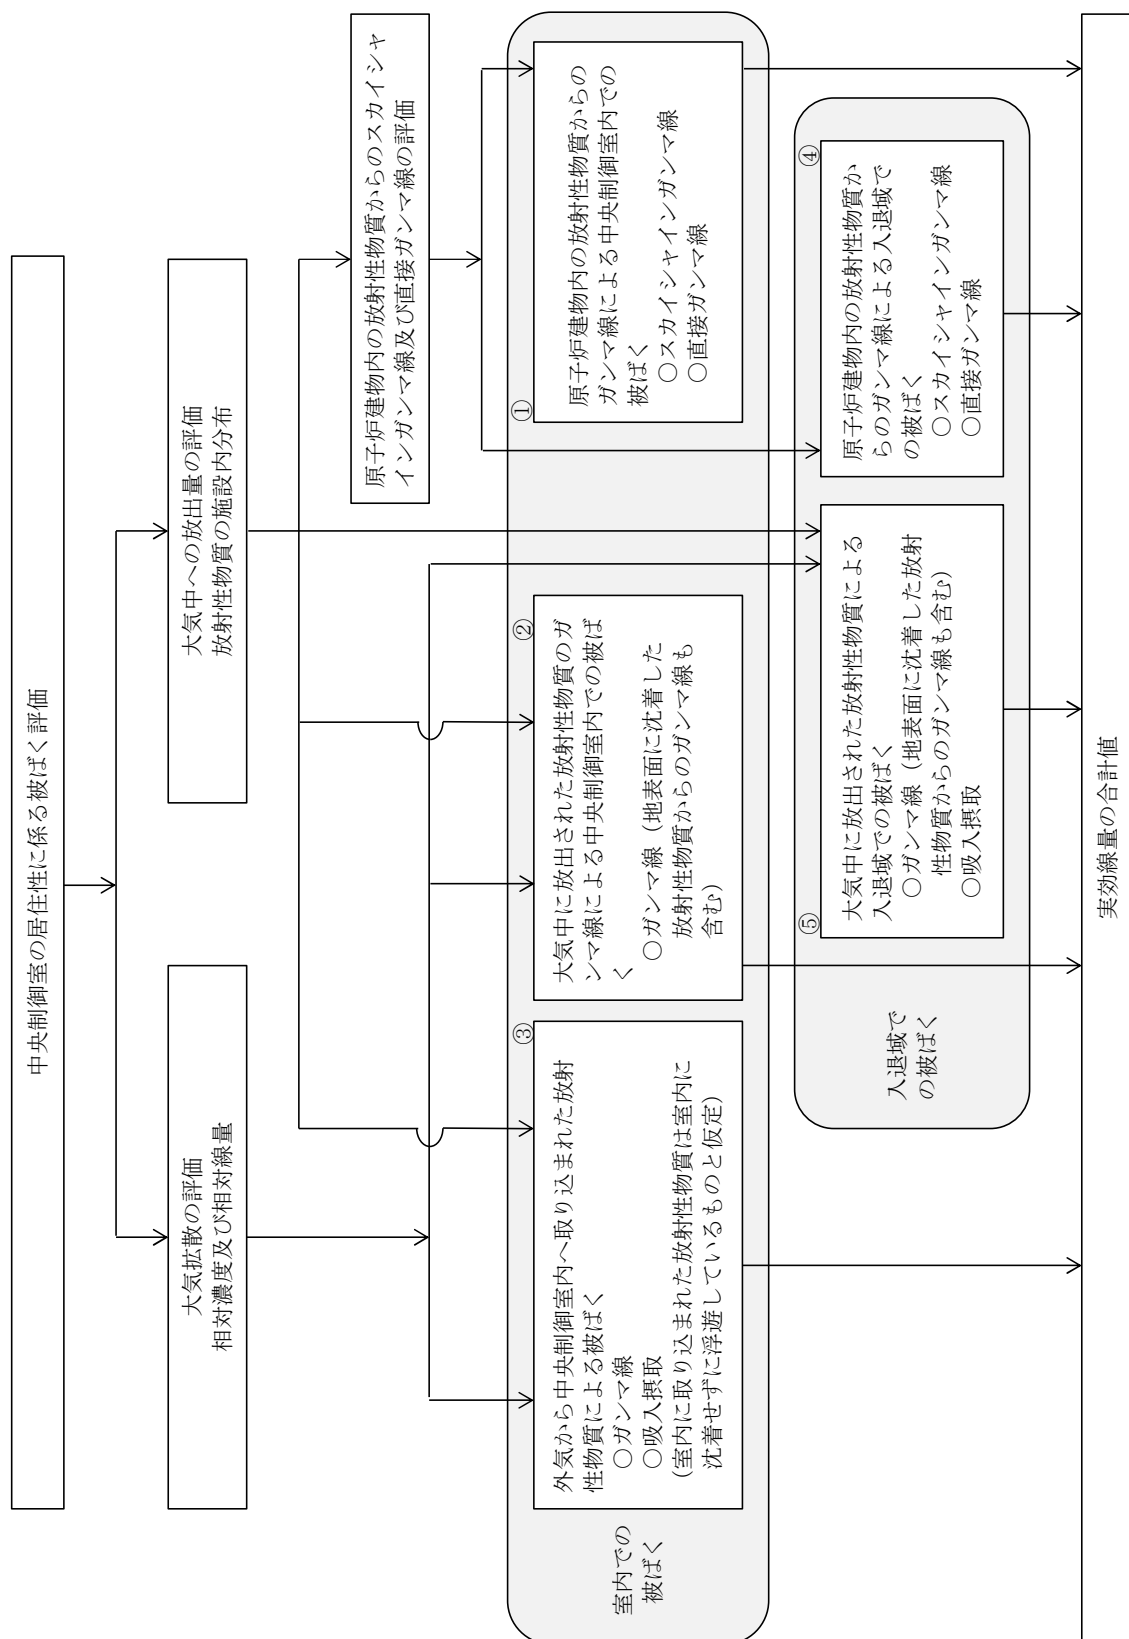 中央制御室の居住性に係る被ばく評価
大気拡散の評価
相対濃度及び相対線量
大気中への放出量の評価
放射性物質の施設内分布
原子炉建物内の放射性物質からのスカイシャ
インガンマ線及び直接ガンマ線の評価
室内での
被ばく
③
外気から中央制御室内へ取り込まれた放射
性物質による被ばく
○ガンマ線
○吸入摂取
(室内に取り込まれた放射性物質は室内に
沈着せずに浮遊しているものと仮定)
②
大気中に放出された放射性物質のガ
ンマ線による中央制御室内での被ば
く
○ガンマ線（地表面に沈着した
放射性物質からのガンマ線も
含む）
①
原子炉建物内の放射性物質からの
ガンマ線による中央制御室内での
被ばく
○スカイシャインガンマ線
○直接ガンマ線
入退域で
の被ばく
⑤
大気中に放出された放射性物質による
入退域での被ばく
○ガンマ線（地表面に沈着した放射
性物質からのガンマ線も含む）
○吸入摂取
④
原子炉建物内の放射性物質か
らのガンマ線による入退域で
の被ばく
○スカイシャインガンマ線
○直接ガンマ線
実効線量の合計値